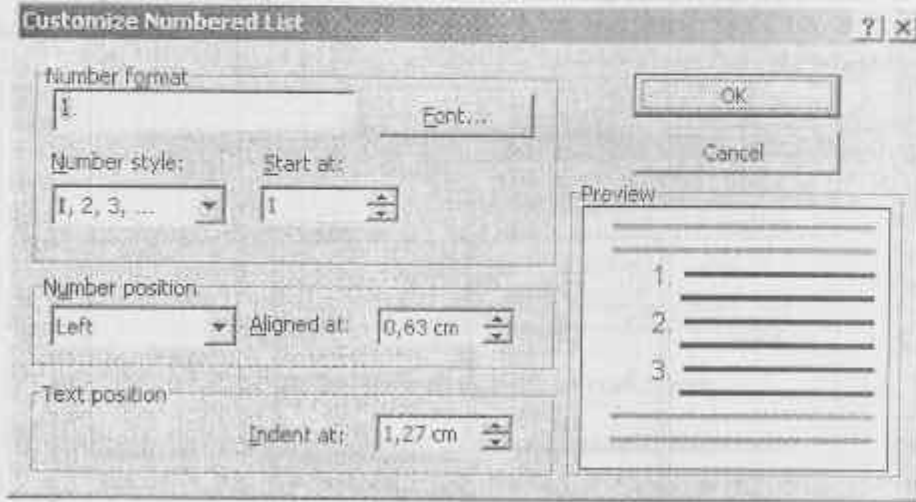 Customize Numbered List ? ×
Number format
1
Font...
OK
Number style:
Start at:
Cancel
1, 2, 3, ...
1
Preview
1.
Number position
Left
Aligned at:
0,63 cm
2.
3.
Text position
Indent at:
1,27 cm